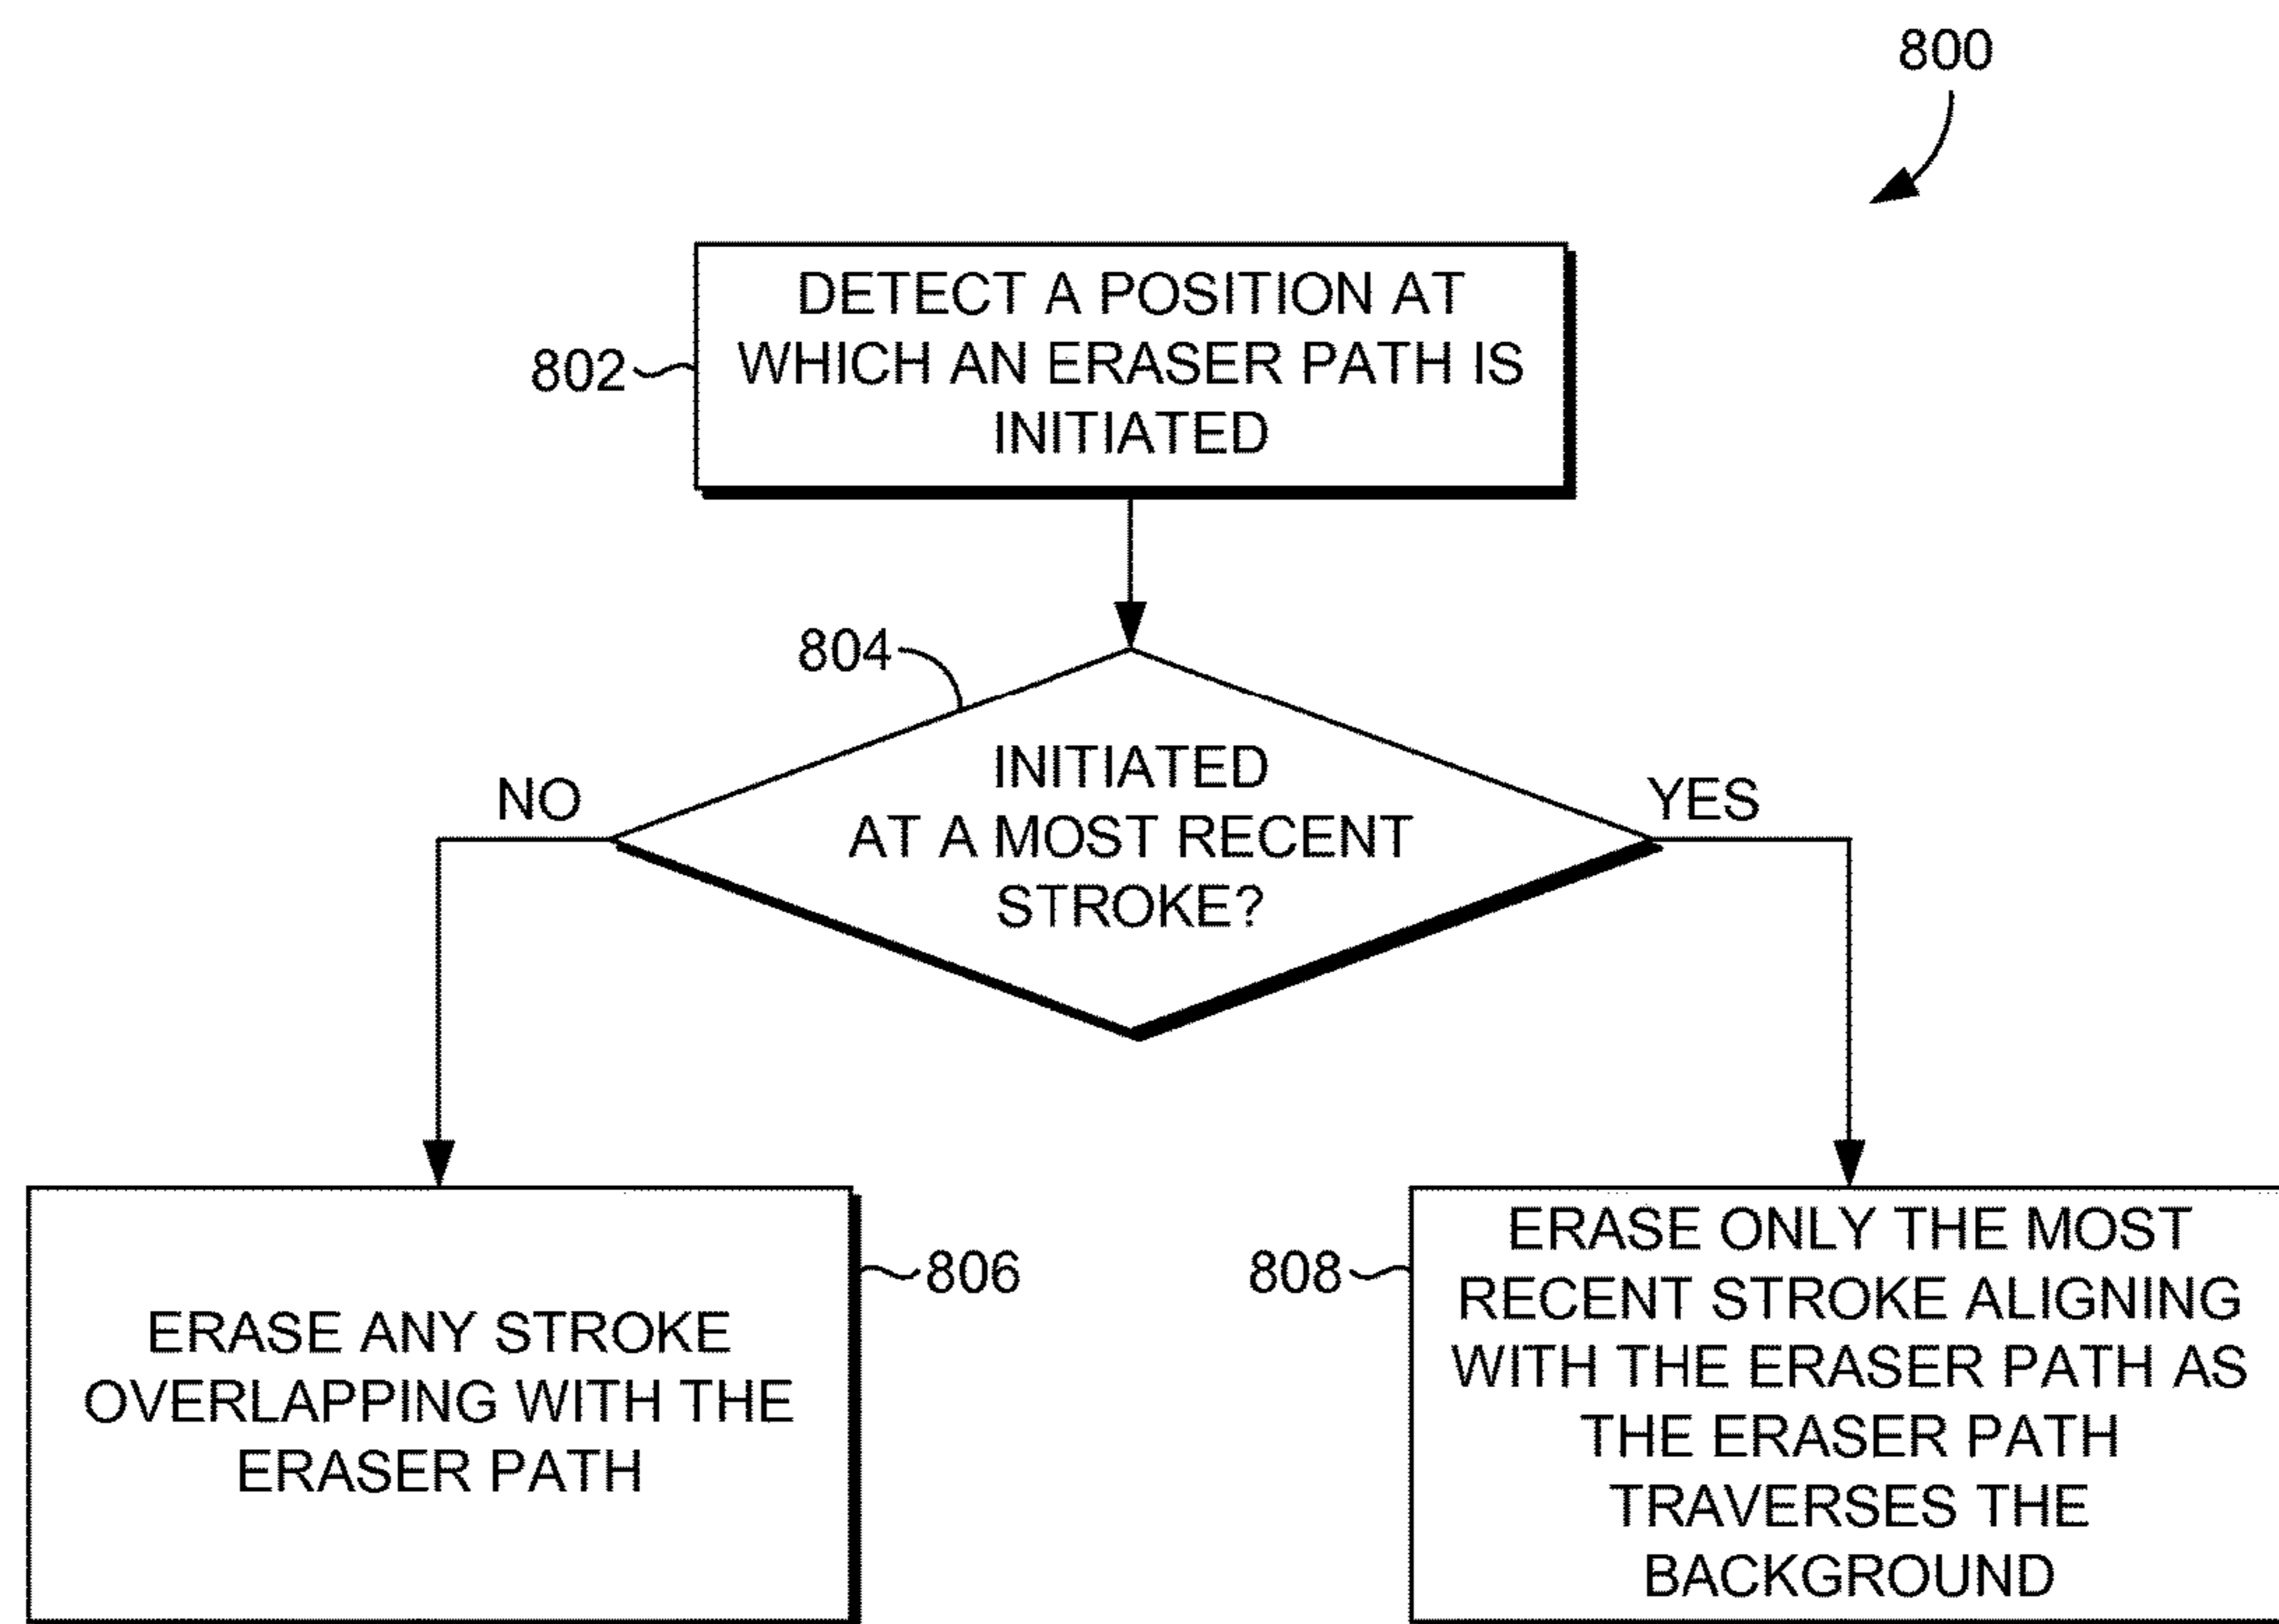 800
DETECT A POSITION AT
WHICH AN ERASER PATH IS
INITIATED
802
804
INITIATED
AT A MOST RECENT
STROKE?
NO
YES
ERASE ANY STROKE
OVERLAPPING WITH THE
ERASER PATH
806
808
ERASE ONLY THE MOST
RECENT STROKE ALIGNING
WITH THE ERASER PATH AS
THE ERASER PATH
TRAVERSES THE
BACKGROUND